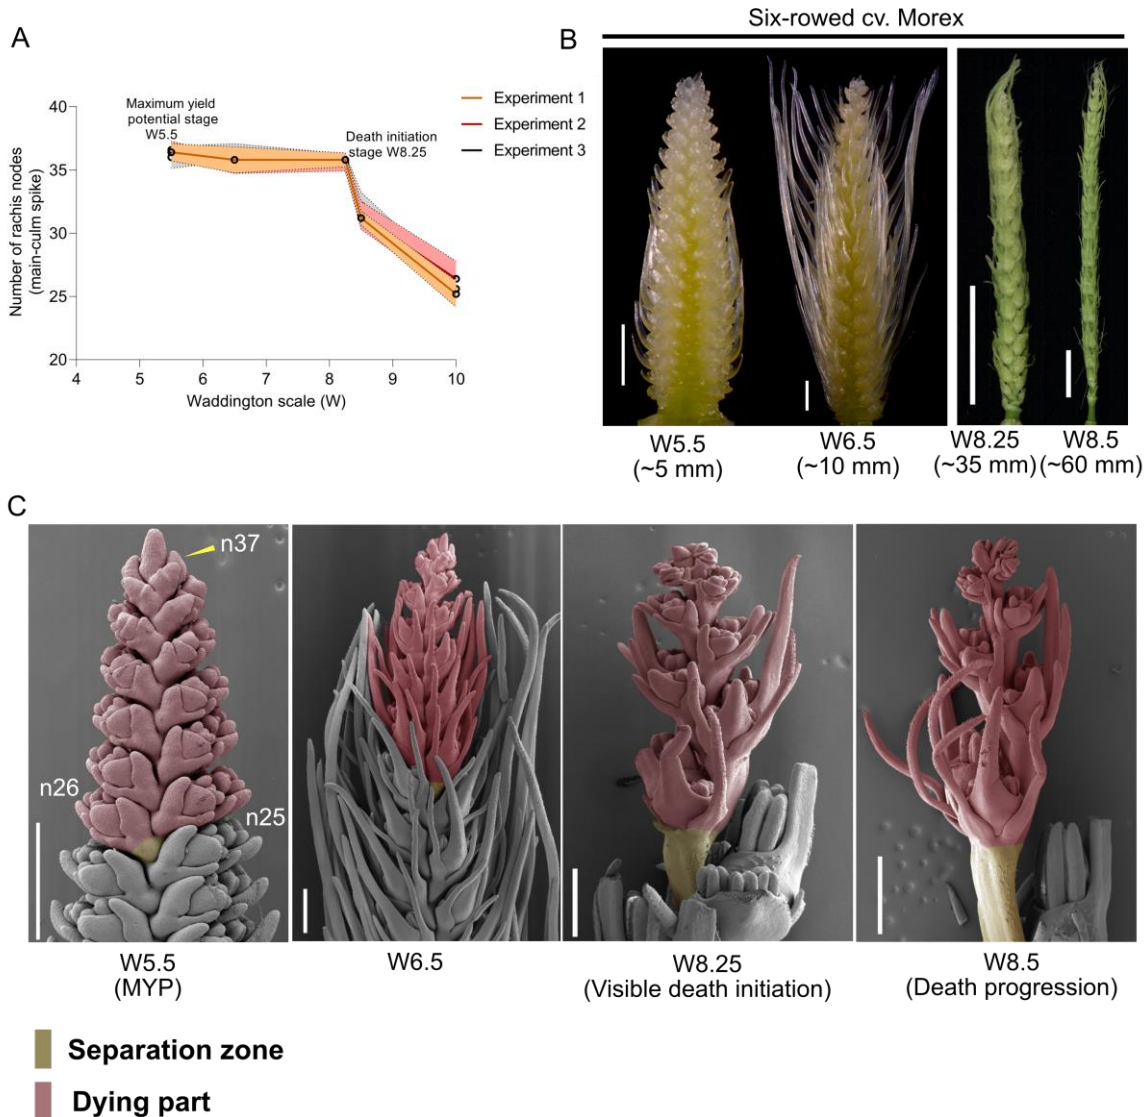 Six-rowed cv. Morex
A
B
Maximum yield
potential stage
W5.5
Death initiation
stage W8.25
Experiment 1
Experiment 2
Experiment 3
Number of rachis nodes
(main-culm spike)
40
35
30
25
20
4 5 6 7 8 9 10
Waddington scale (W)
W5.5
(~5 mm)
W6.5
(~10 mm)
W8.25
(~35 mm)
W8.5
(~60 mm)
C
n37
n26
n25
W5.5
(MYP)
W6.5
W8.25
(Visible death initiation)
W8.5
(Death progression)
Separation zone
Dying part